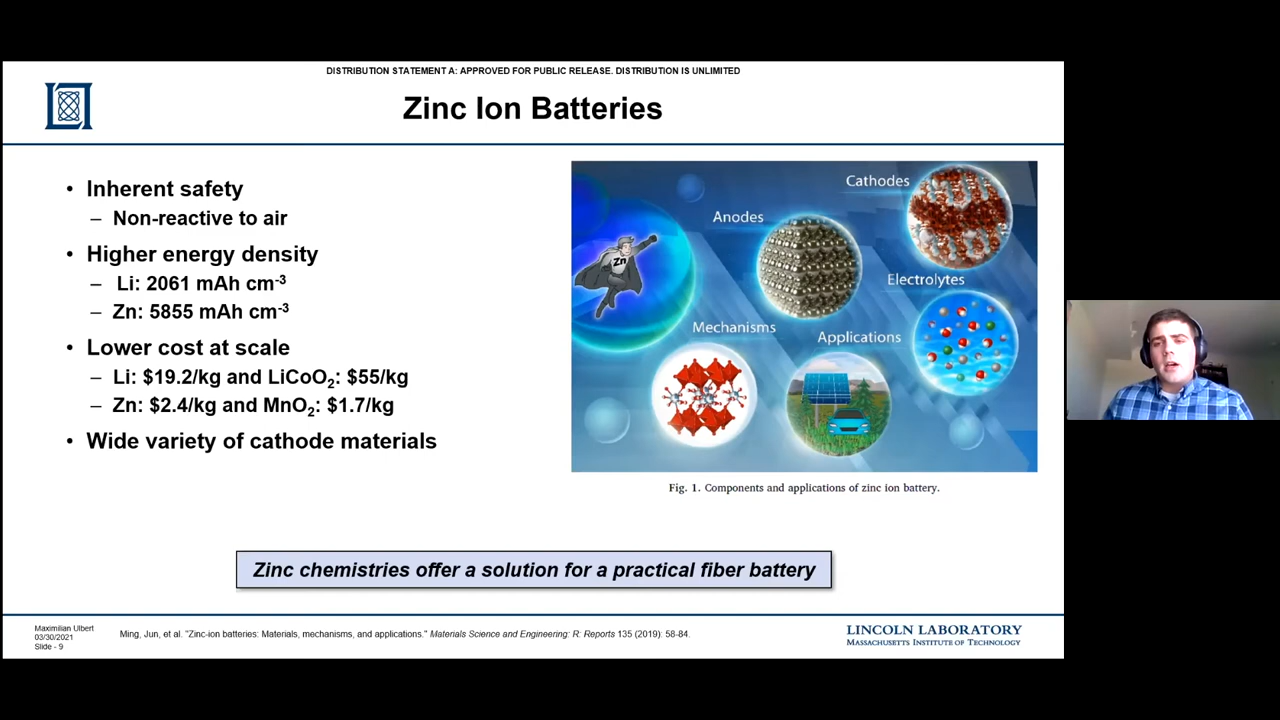 DISTRIBUTION STATEMENT A: APPROVED FOR PUBLIC RELEASE. DISTRIBUTION IS UNLIMITED
Zinc Ion Batteries
• Inherent safety
– Non-reactive to air
• Higher energy density
– Li: 2061 mAh cm⁻³
– Zn: 5855 mAh cm⁻³
• Lower cost at scale
– Li: $19.2/kg and LiCoO₂: $55/kg
– Zn: $2.4/kg and MnO₂: $1.7/kg
• Wide variety of cathode materials
Cathodes
Anodes
Zn
Electrolytes
Mechanisms
Applications
Fig. 1. Components and applications of zinc ion battery.
Zinc chemistries offer a solution for a practical fiber battery
Maximilian Ulbert
03/30/2021
Slide - 9
Ming, Jun, et al. "Zinc-ion batteries: Materials, mechanisms, and applications." Materials Science and Engineering: R: Reports 135 (2019): 58-84.
LINCOLN LABORATORY
MASSACHUSETTS INSTITUTE OF TECHNOLOGY